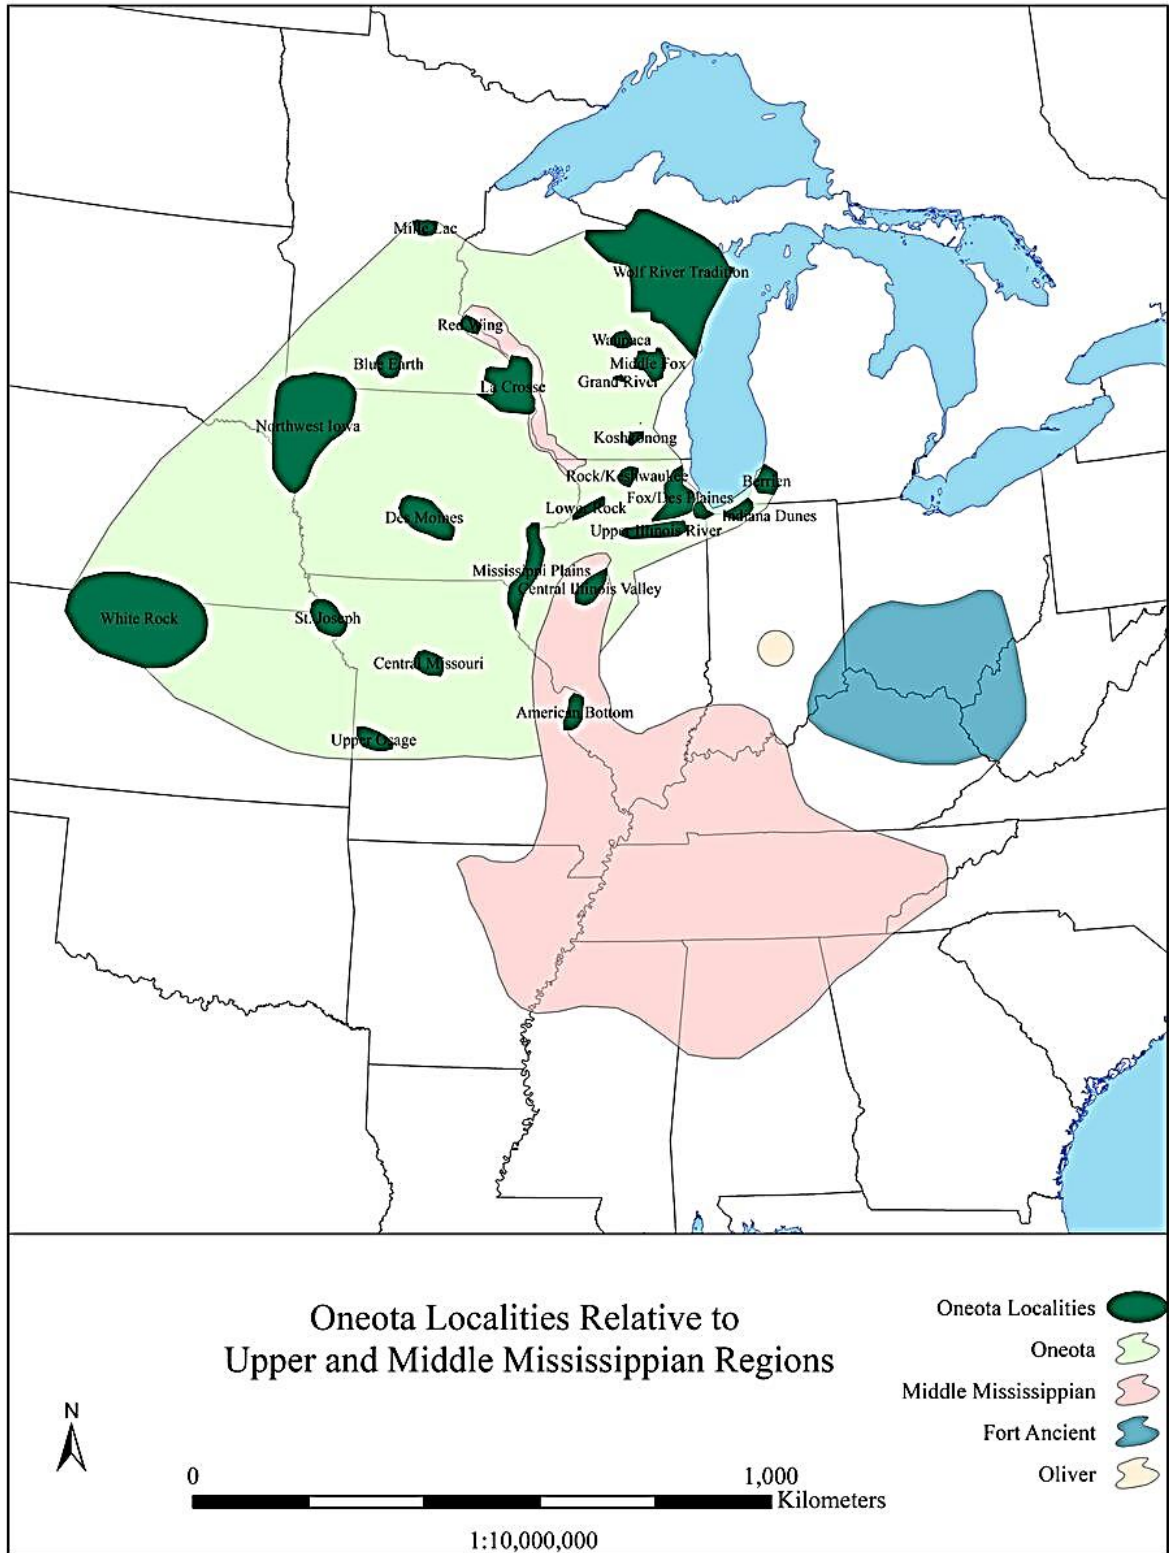 Mille Lac
Wolf River Tradition
Red Wing
Waupaca
Blue Earth
Middle Fox
Grand River
La Crosse
Northwest Iowa
Koshkonong
Rock/Kishwaukee
Berrien
Fox/Des Plaines
Lower Rock
Indiana Dunes
Des Moines
Upper Illinois River
Mississippi Plains
Central Illinois Valley
White Rock
St. Joseph
Central Missouri
American Bottom
Upper Osage
Oneota Localities Relative to
Upper and Middle Mississippian Regions
Oneota Localities
Oneota
Middle Mississippian
Fort Ancient
Oliver
N
0
1,000
Kilometers
1:10,000,000